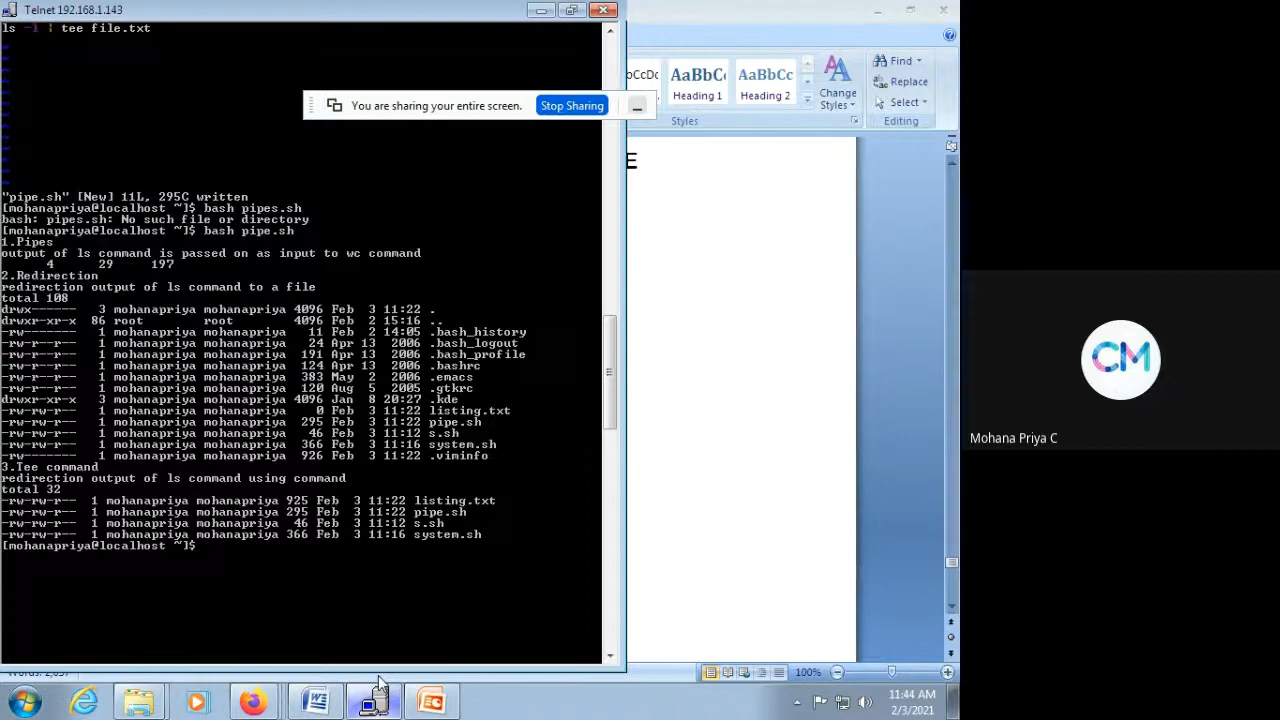 Telnet 192.168.1.143
ls -l | tee file.txt
~
~
~
~
~
~
~
~
~
~
~
~
~
You are sharing your entire screen.
Stop Sharing
"pipe.sh" [New] 11L, 295C written
[mohanapriya@localhost ~]$ bash pipes.sh
bash: pipes.sh: No such file or directory
[mohanapriya@localhost ~]$ bash pipe.sh
1.Pipes
output of ls command is passed on as input to wc command
4 29 197
2.Redirection
redirection output of ls command to a file
total 108
drwx------ 3 mohanapriya mohanapriya 4096 Feb 3 11:22 .
drwxr-xr-x 86 root root 4096 Feb 2 15:16 ..
-rw------- 1 mohanapriya mohanapriya 11 Feb 2 14:05 .bash_history
-rw-r--r-- 1 mohanapriya mohanapriya 24 Apr 13 2006 .bash_logout
-rw-r--r-- 1 mohanapriya mohanapriya 191 Apr 13 2006 .bash_profile
-rw-r--r-- 1 mohanapriya mohanapriya 124 Apr 13 2006 .bashrc
-rw-r--r-- 1 mohanapriya mohanapriya 383 May 2 2006 .emacs
-rw-r--r-- 1 mohanapriya mohanapriya 120 Aug 5 2005 .gtkrc
drwxr-xr-x 3 mohanapriya mohanapriya 4096 Jan 8 20:27 .kde
-rw-rw-r-- 1 mohanapriya mohanapriya 0 Feb 3 11:22 listing.txt
-rw-rw-r-- 1 mohanapriya mohanapriya 295 Feb 3 11:22 pipe.sh
-rw-rw-r-- 1 mohanapriya mohanapriya 46 Feb 3 11:12 s.sh
-rw-rw-r-- 1 mohanapriya mohanapriya 366 Feb 3 11:16 system.sh
-rw------- 1 mohanapriya mohanapriya 926 Feb 3 11:22 .viminfo
3.Tee command
redirection output of ls command using command
total 32
-rw-rw-r-- 1 mohanapriya mohanapriya 925 Feb 3 11:22 listing.txt
-rw-rw-r-- 1 mohanapriya mohanapriya 295 Feb 3 11:22 pipe.sh
-rw-rw-r-- 1 mohanapriya mohanapriya 46 Feb 3 11:12 s.sh
-rw-rw-r-- 1 mohanapriya mohanapriya 366 Feb 3 11:16 system.sh
[mohanapriya@localhost ~]$
AaBbC
Heading 1
AaBbCc
Heading 2
Change
Styles
Styles
Find
Replace
Select
Editing
E
100%
11:44 AM
2/3/2021
CM
Mohana Priya C